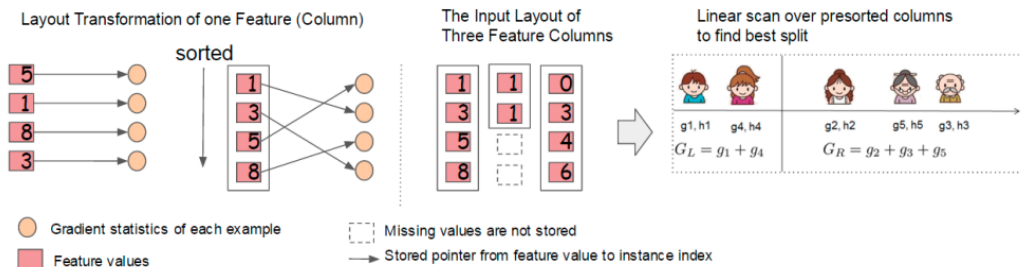 Layout Transformation of one Feature (Column)
The Input Layout of
Three Feature Columns
Linear scan over presorted columns
to find best split
sorted
5
1
8
3
1
3
5
8
1
3
5
8
1
1
0
3
4
6
g1, h1
g4, h4
g2, h2
g5, h5
g3, h3
G_L = g_1 + g_4
G_R = g_2 + g_3 + g_5
Gradient statistics of each example
Feature values
Missing values are not stored
Stored pointer from feature value to instance index